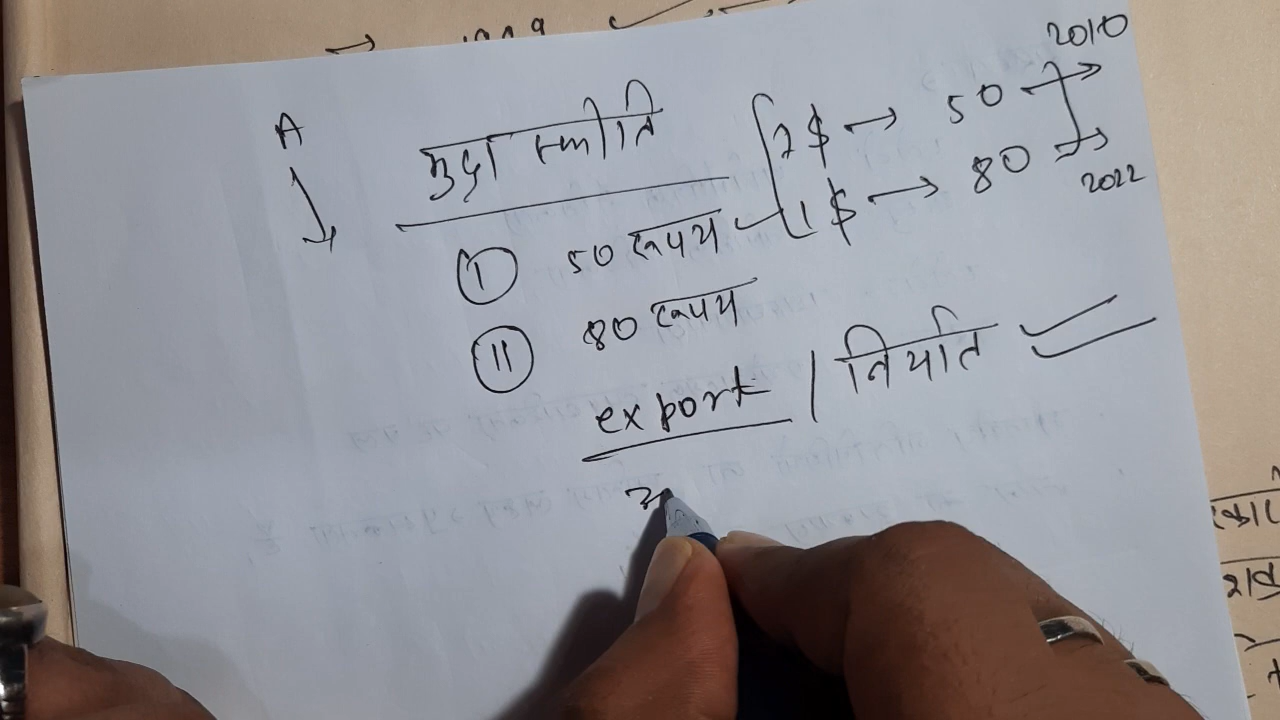 A
मुद्रा स्फीति
1$ → 50 → 2010
1$ → 80 → 2022
I 50 रूपय
II 80 रूपय
export / निर्यात
अ